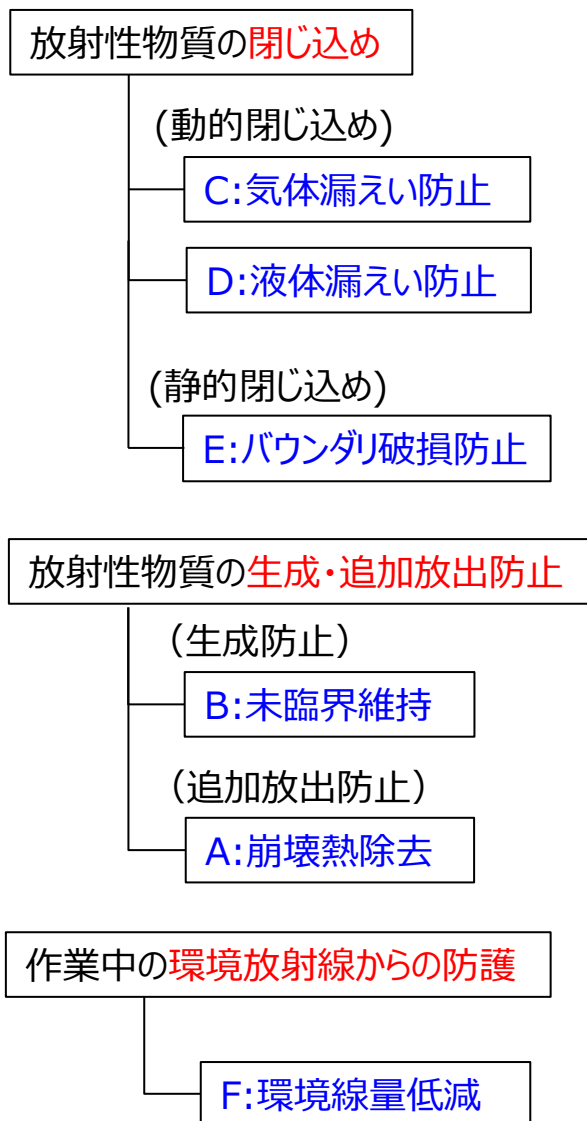 放射性物質の閉じ込め
(動的閉じ込め)
C:気体漏えい防止
D:液体漏えい防止
(静的閉じ込め)
E:バウンダリ破損防止
放射性物質の生成・追加放出防止
（生成防止）
B:未臨界維持
（追加放出防止）
A:崩壊熱除去
作業中の環境放射線からの防護
F:環境線量低減